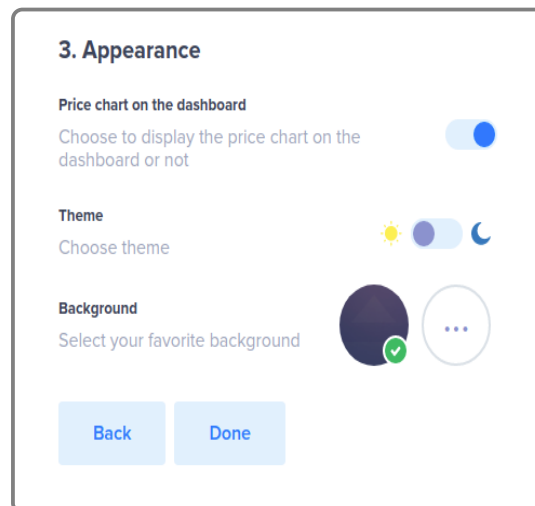 3. Appearance
Price chart on the dashboard
Choose to display the price chart on the
dashboard or not
Theme
Choose theme
Background
Select your favorite background
...
Back Done